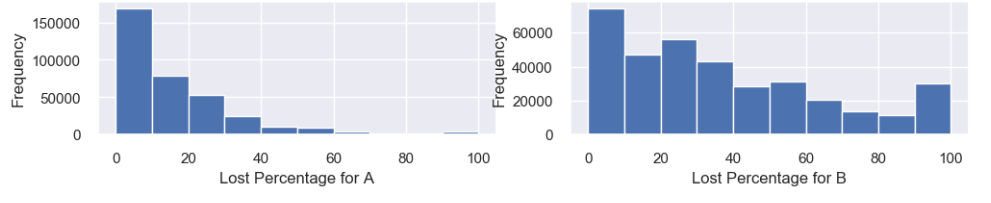 Frequency
150000
100000
50000
0
0 20 40 60 80 100
Lost Percentage for A
Frequency
60000
40000
20000
0
0 20 40 60 80 100
Lost Percentage for B